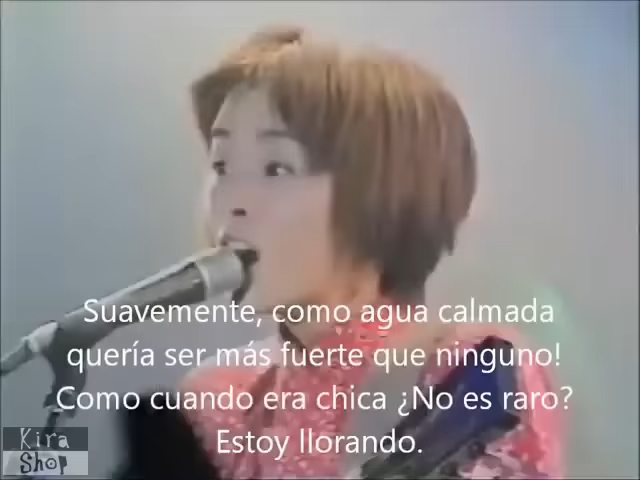 Suavemente, como agua calmada
quería ser más fuerte que ninguno!
Como cuando era chica ¿No es raro?
Estoy llorando.
Kira
Shop